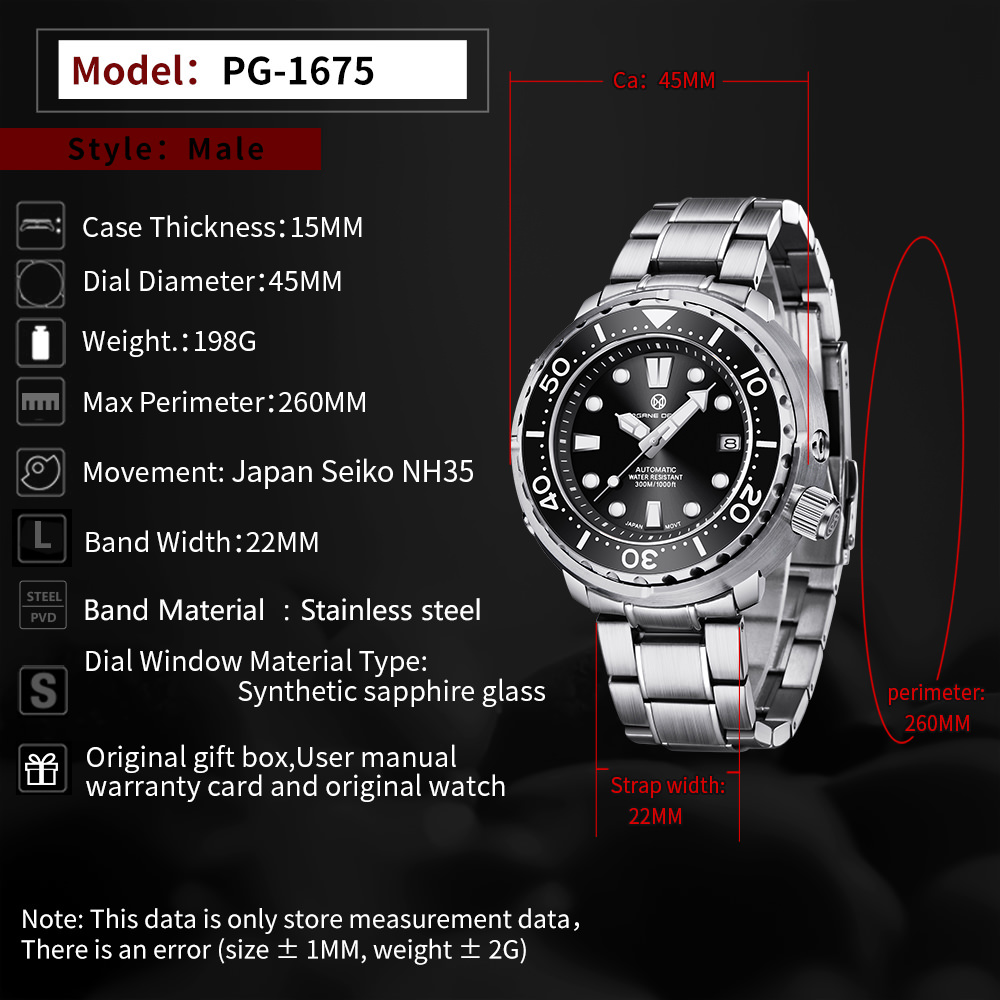 Model: PG-1675
Style: Male
Ca: 45MM
Case Thickness:15MM
Dial Diameter:45MM
Weight.:198G
Max Perimeter:260MM
Movement: Japan Seiko NH35
L
Band Width:22MM
STEEL
PVD
Band Material : Stainless steel
S
Dial Window Material Type:
Synthetic sapphire glass
Original gift box,User manual
warranty card and original watch
50
10
20
30
40
8
AUTOMATIC
WATER RESISTANT
300M/1000ft
JAPAN MOVT
perimeter:
260MM
Strap width:
22MM
Note: This data is only store measurement data,
There is an error (size ± 1MM, weight ± 2G)